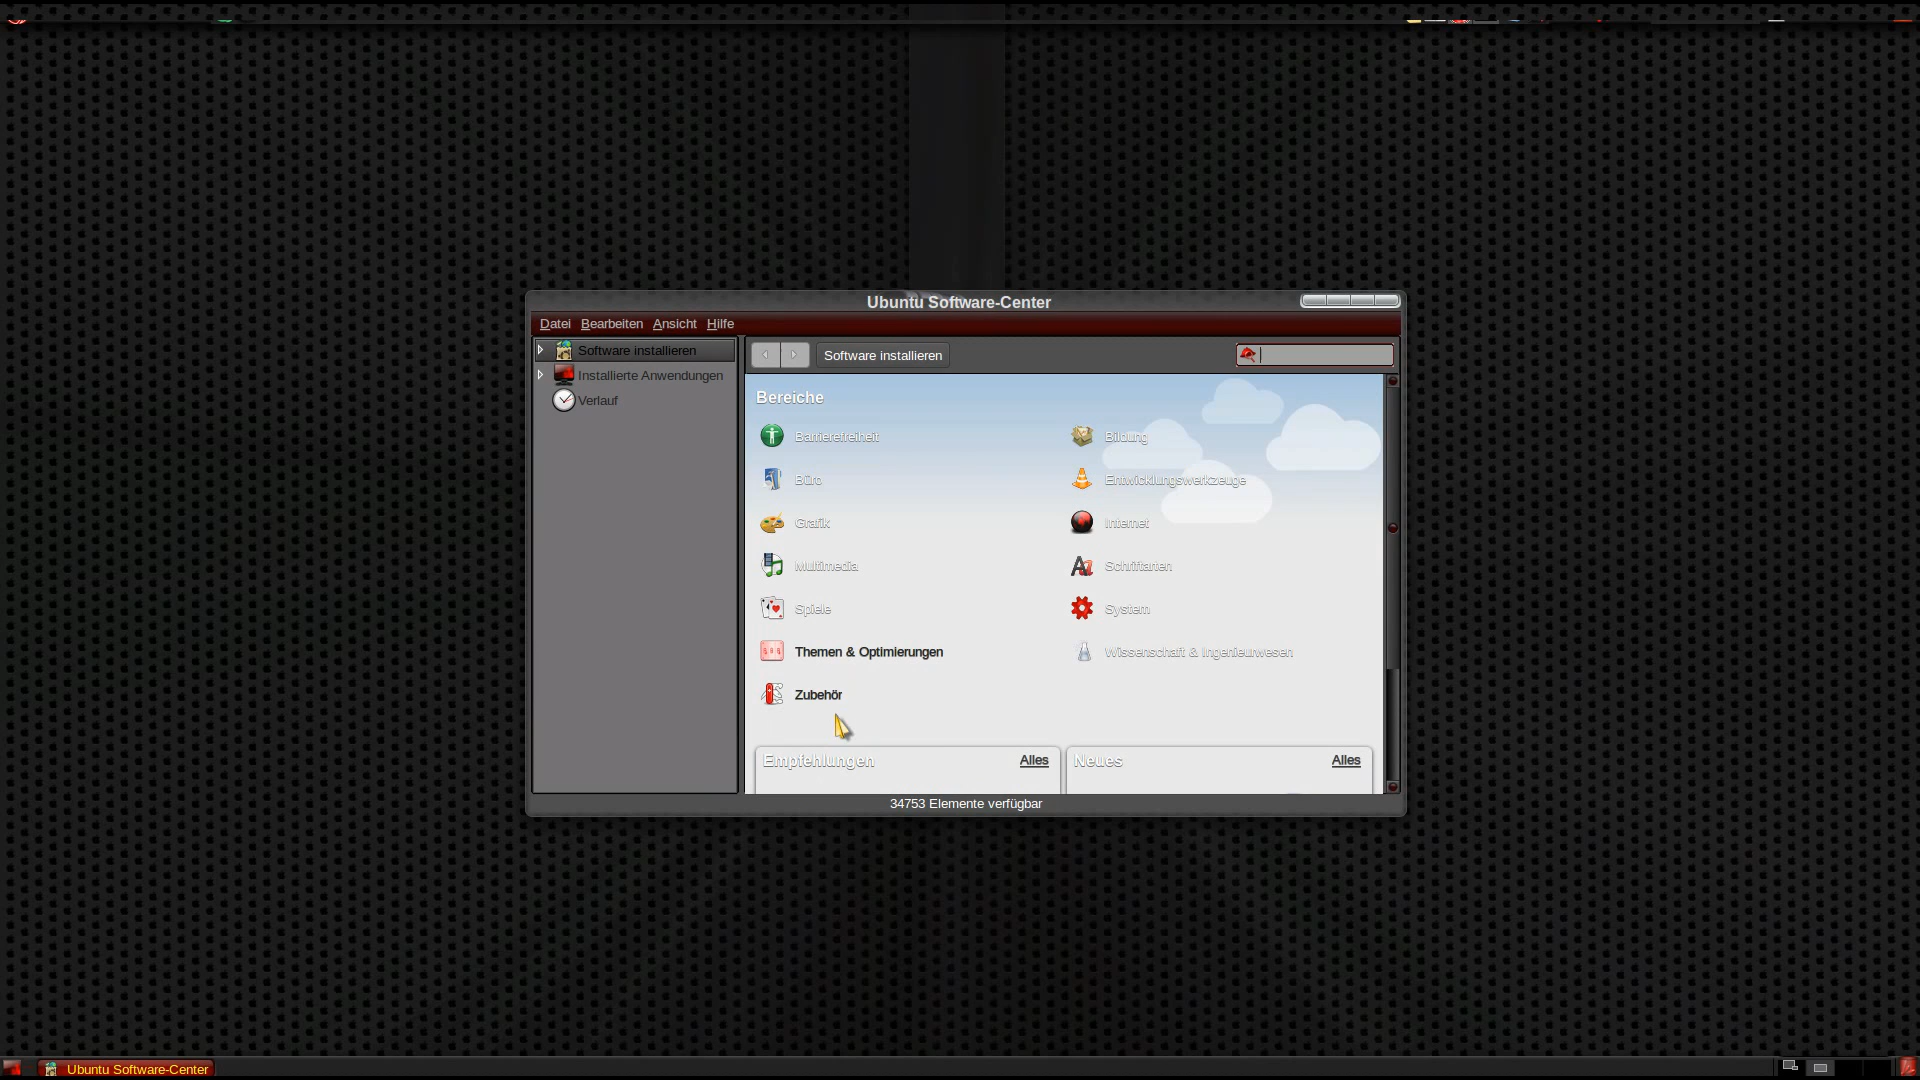 Ubuntu Software-Center
Datei Bearbeiten Ansicht Hilfe
Software installieren
Installierte Anwendungen
Verlauf
Software installieren
Bereiche
Barrierefreiheit
Bildung
Büro
Entwicklungswerkzeuge
Grafik
Internet
Multimedia
Schriftarten
Spiele
System
Themen & Optimierungen
Wissenschaft & Ingenieurwesen
Zubehör
Empfehlungen Alles
Neues Alles
34753 Elemente verfügbar
Ubuntu Software-Center